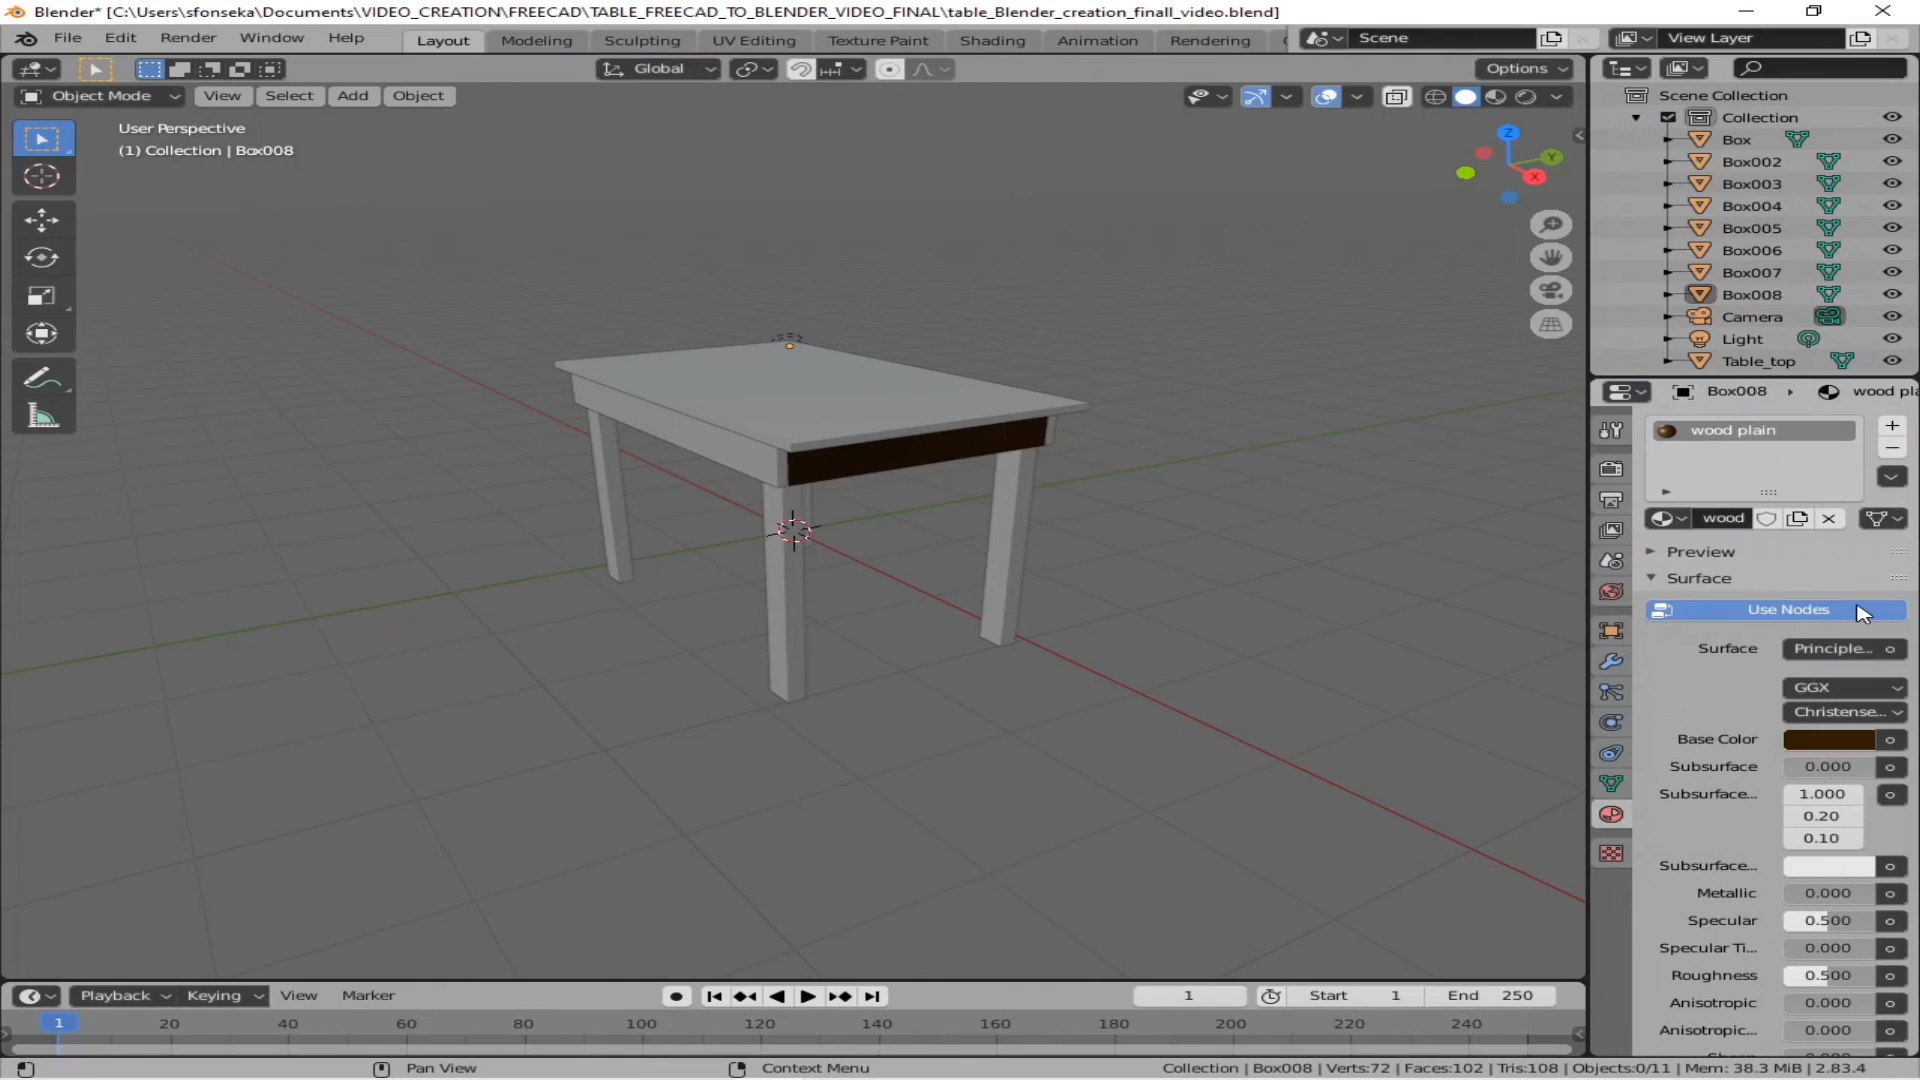 Blender* [C:\Users\sfonseka\Documents\VIDEO_CREATION\FREECAD\TABLE_FREECAD_TO_BLENDER_VIDEO_FINAL\table_Blender_creation_finall_video.blend]
File Edit Render Window Help Layout Modeling Sculpting UV Editing Texture Paint Shading Animation Rendering Scene View Layer
Global Options
Object Mode View Select Add Object
User Perspective
(1) Collection | Box008
Z
Y
X
Scene Collection
Collection
Box
Box002
Box003
Box004
Box005
Box006
Box007
Box008
Camera
Light
Table_top
Box008 wood pla
wood plain
wood
Preview
Surface
Use Nodes
Surface Principle...
GGX
Christense...
Base Color
Subsurface 0.000
Subsurface... 1.000
0.20
0.10
Subsurface...
Metallic 0.000
Specular 0.500
Specular Ti... 0.000
Roughness 0.500
Anisotropic 0.000
Anisotropic... 0.000
Playback Keying View Marker 1 Start 1 End 250
1 20 40 60 80 100 120 140 160 180 200 220 240
Pan View Context Menu Collection | Box008 | Verts:72 | Faces:102 | Tris:108 | Objects:0/11 | Mem: 38.3 MiB | 2.83.4